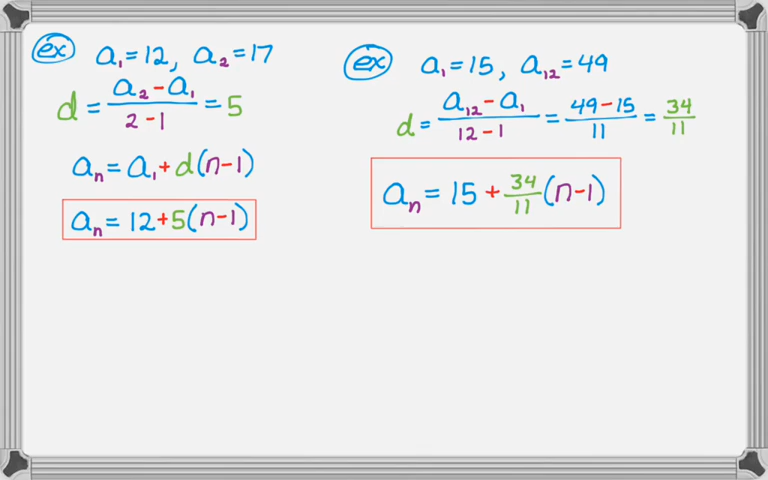 ex a₁=12, a₂=17
d = (a₂-a₁)/(2-1) = 5
aₙ = a₁+d(n-1)
aₙ = 12+5(n-1)
ex a₁=15, a₁₂=49
d = (a₁₂-a₁)/(12-1) = (49-15)/11 = 34/11
aₙ = 15 + 34/11 (n-1)